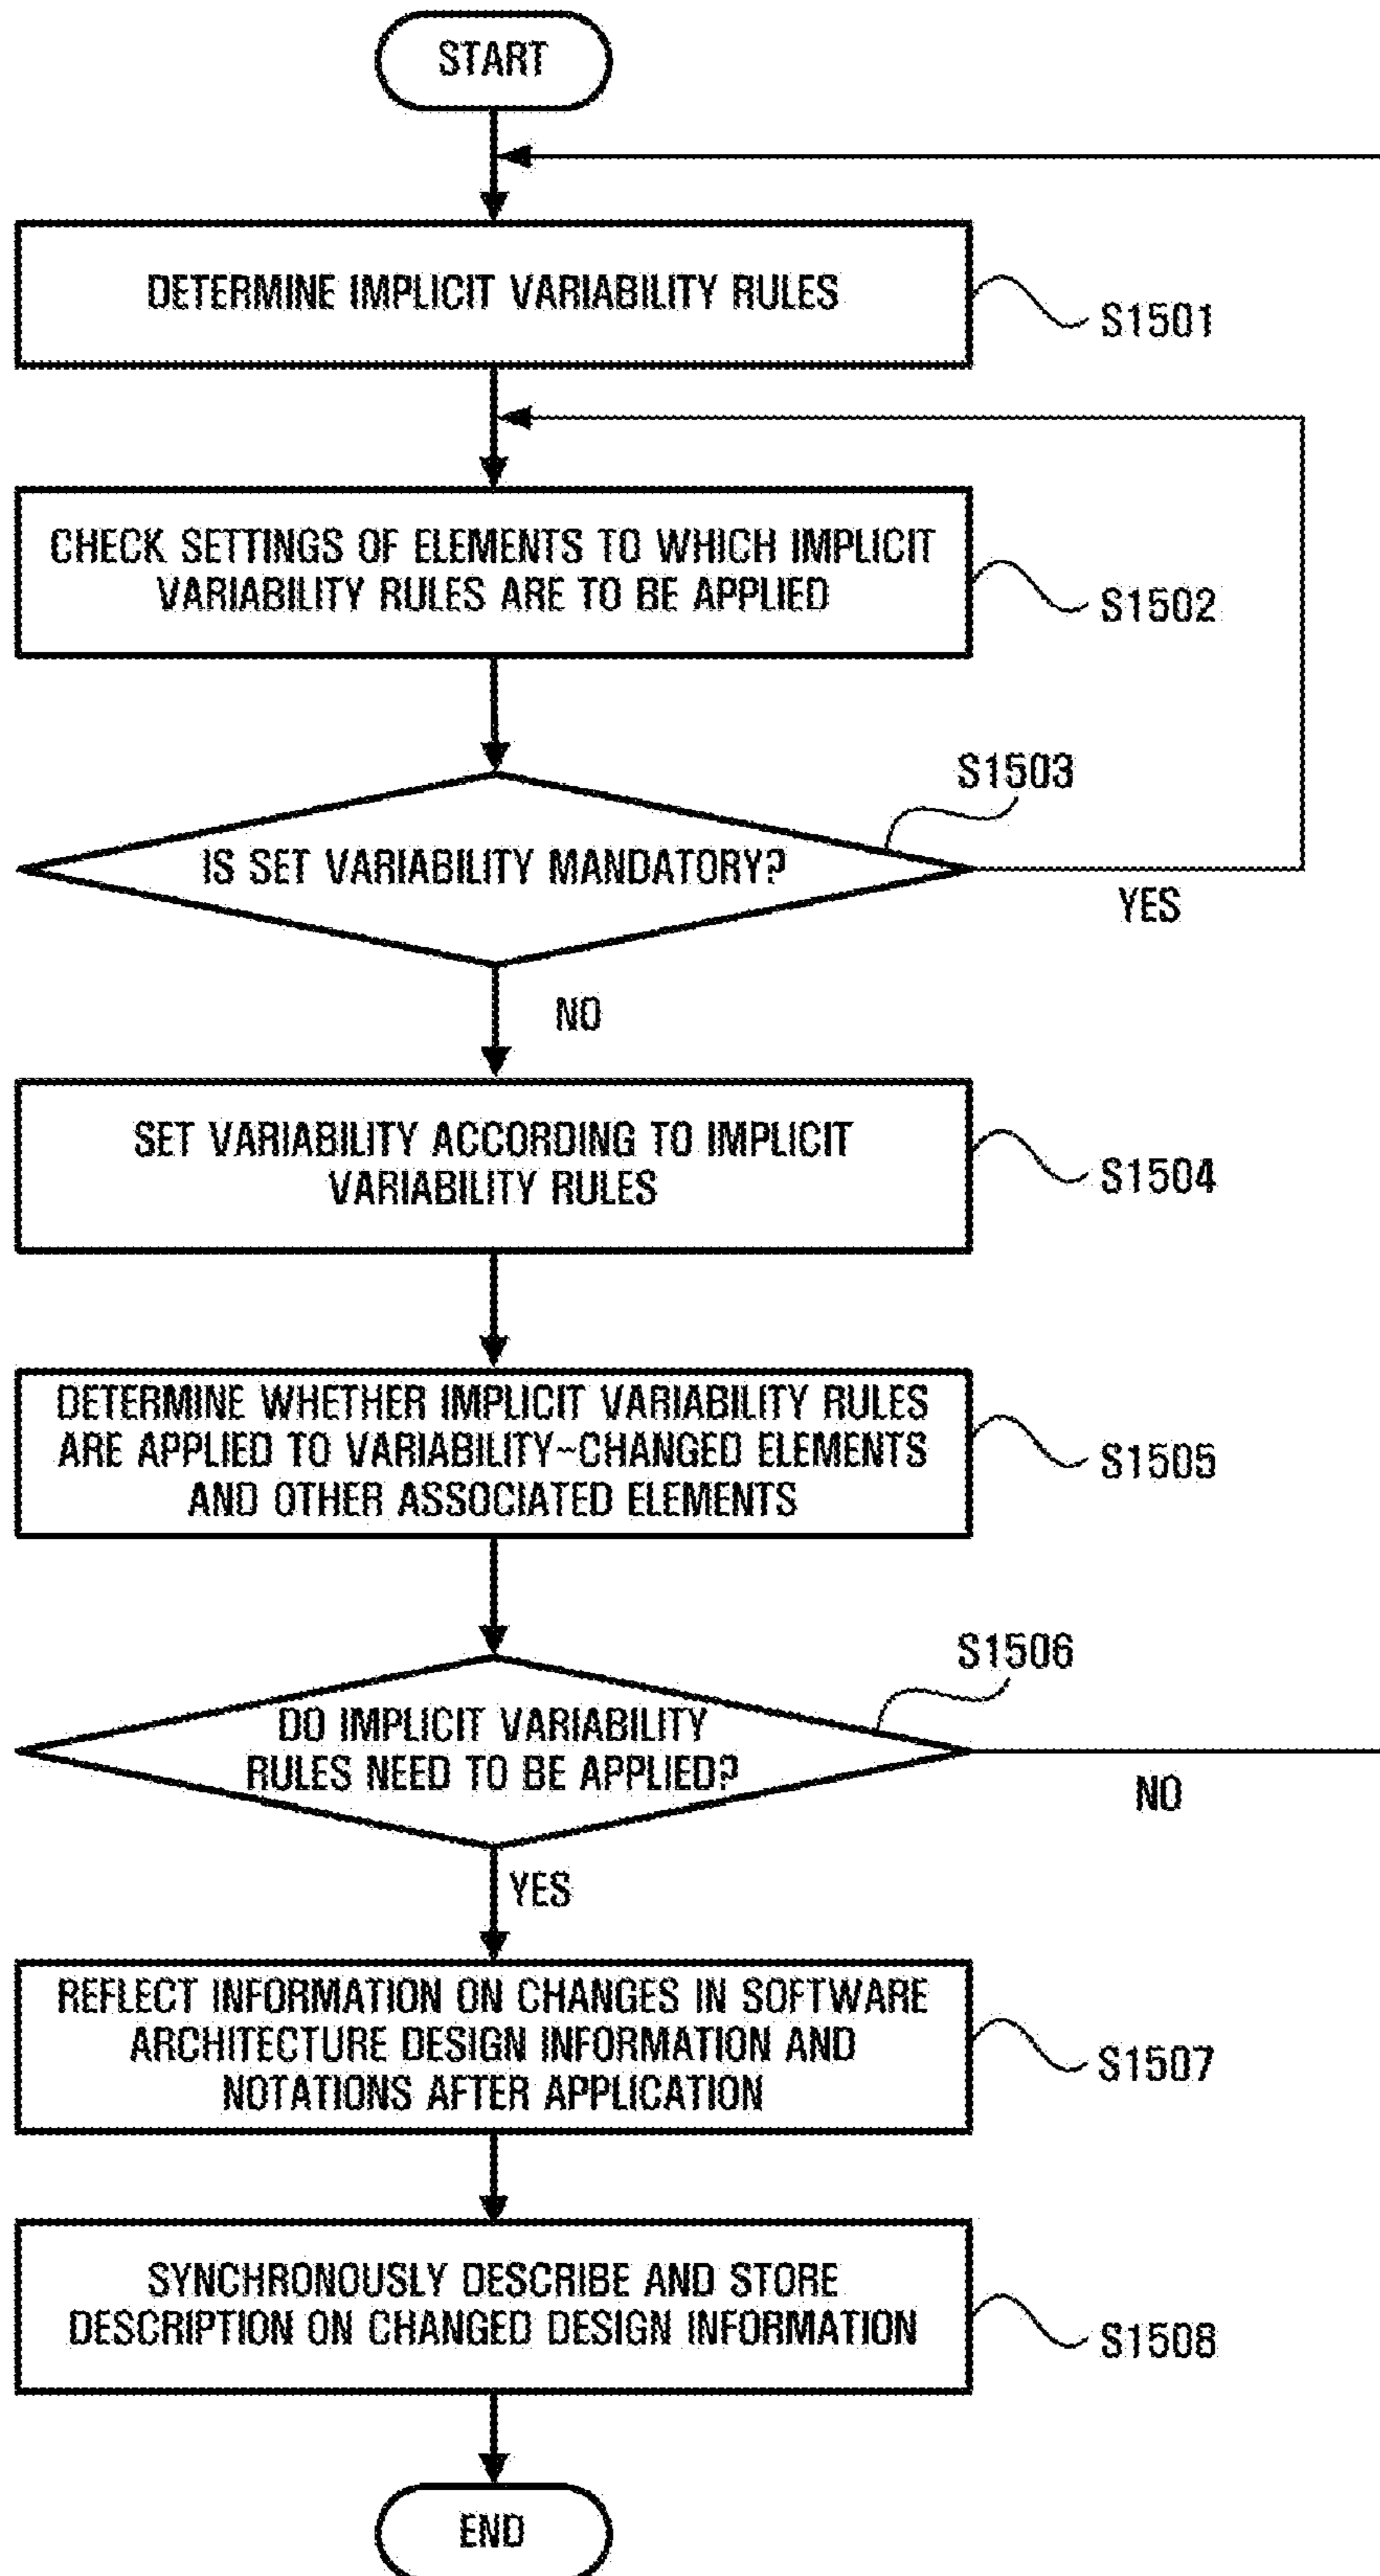 START
DETERMINE IMPLICIT VARIABILITY RULES
S1501
CHECK SETTINGS OF ELEMENTS TO WHICH IMPLICIT
VARIABILITY RULES ARE TO BE APPLIED
S1502
S1503
IS SET VARIABILITY MANDATORY?
YES
NO
SET VARIABILITY ACCORDING TO IMPLICIT
VARIABILITY RULES
S1504
DETERMINE WHETHER IMPLICIT VARIABILITY RULES
ARE APPLIED TO VARIABILITY-CHANGED ELEMENTS
AND OTHER ASSOCIATED ELEMENTS
S1505
S1506
DO IMPLICIT VARIABILITY
RULES NEED TO BE APPLIED?
NO
YES
REFLECT INFORMATION ON CHANGES IN SOFTWARE
ARCHITECTURE DESIGN INFORMATION AND
NOTATIONS AFTER APPLICATION
S1507
SYNCHRONOUSLY DESCRIBE AND STORE
DESCRIPTION ON CHANGED DESIGN INFORMATION
S1508
END